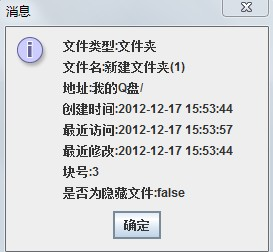 消息
文件类型:文件夹
文件名:新建文件夹(1)
地址:我的Q盘/
创建时间:2012-12-17 15:53:44
最近访问:2012-12-17 15:53:57
最近修改:2012-12-17 15:53:44
块号:3
是否为隐藏文件:false
确定